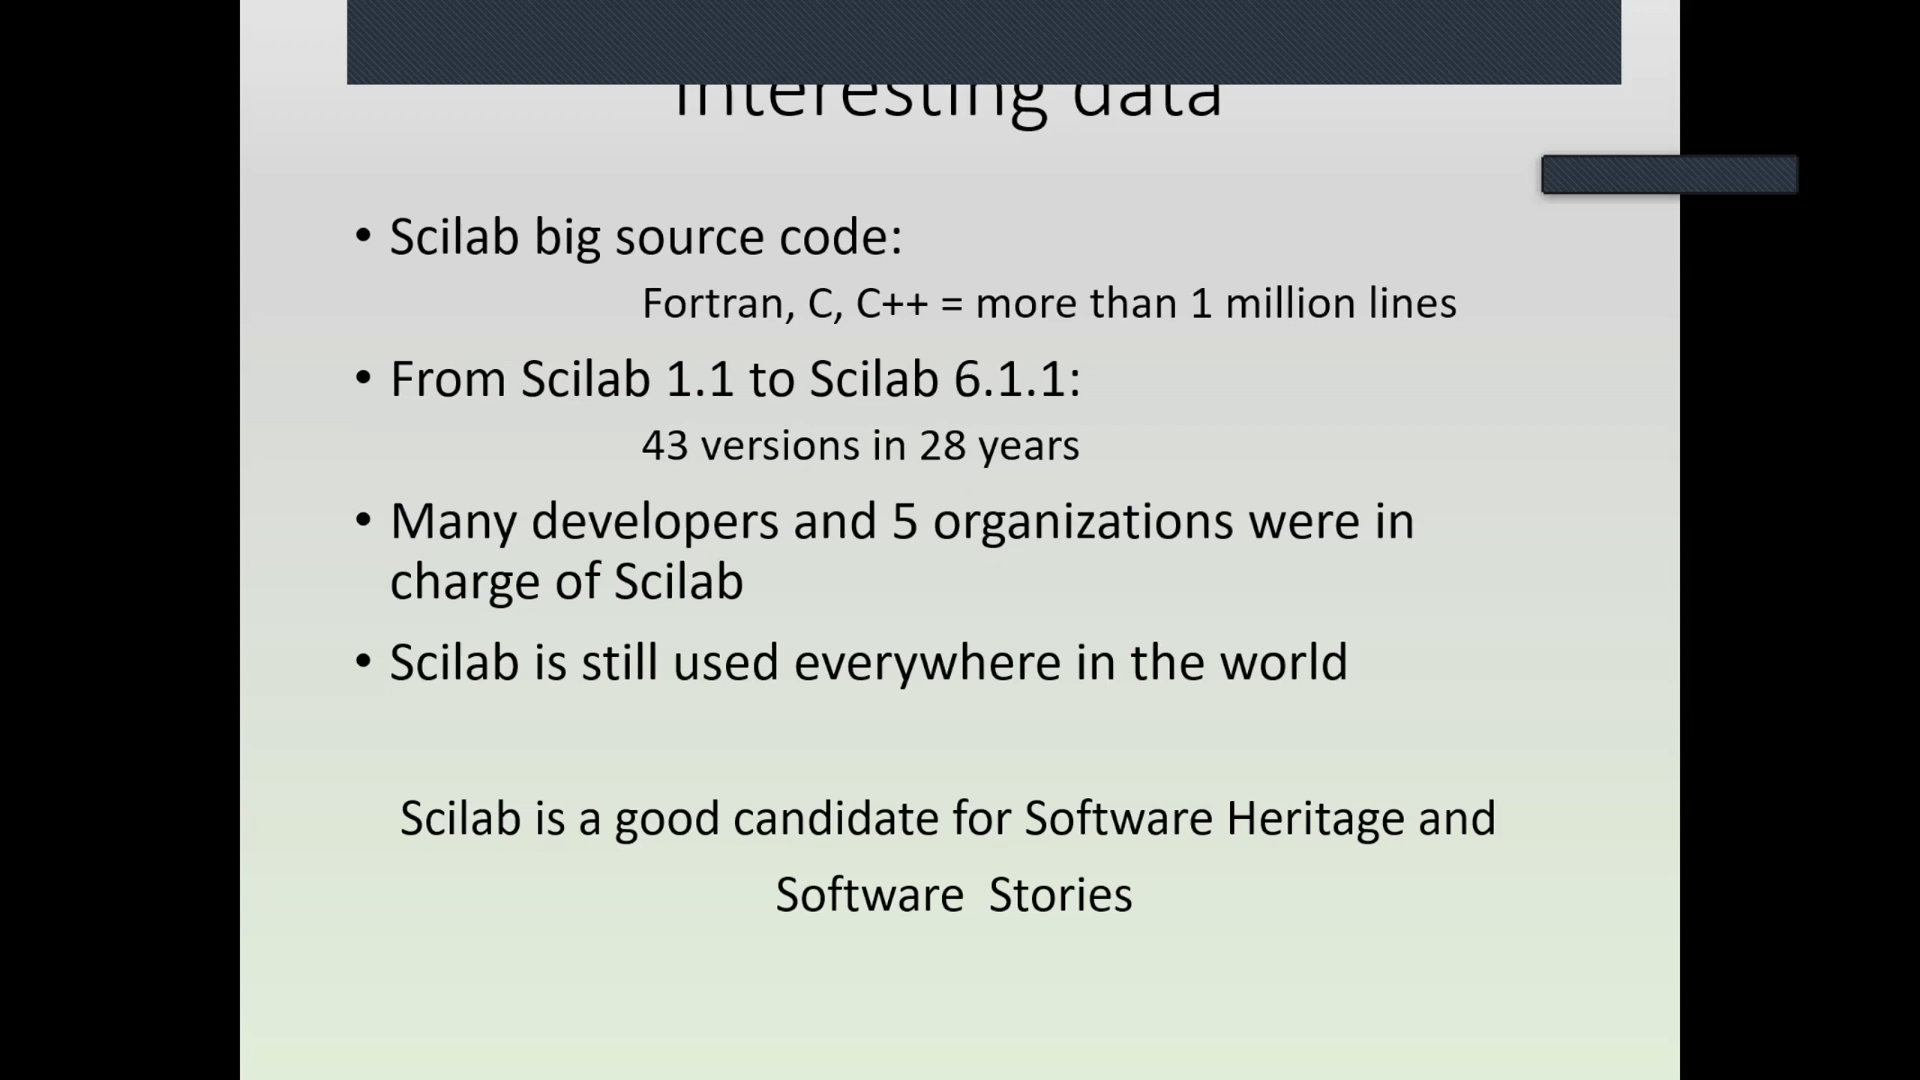 Interesting data
• Scilab big source code:
Fortran, C, C++ = more than 1 million lines
• From Scilab 1.1 to Scilab 6.1.1:
43 versions in 28 years
• Many developers and 5 organizations were in
charge of Scilab
• Scilab is still used everywhere in the world
Scilab is a good candidate for Software Heritage and
Software Stories